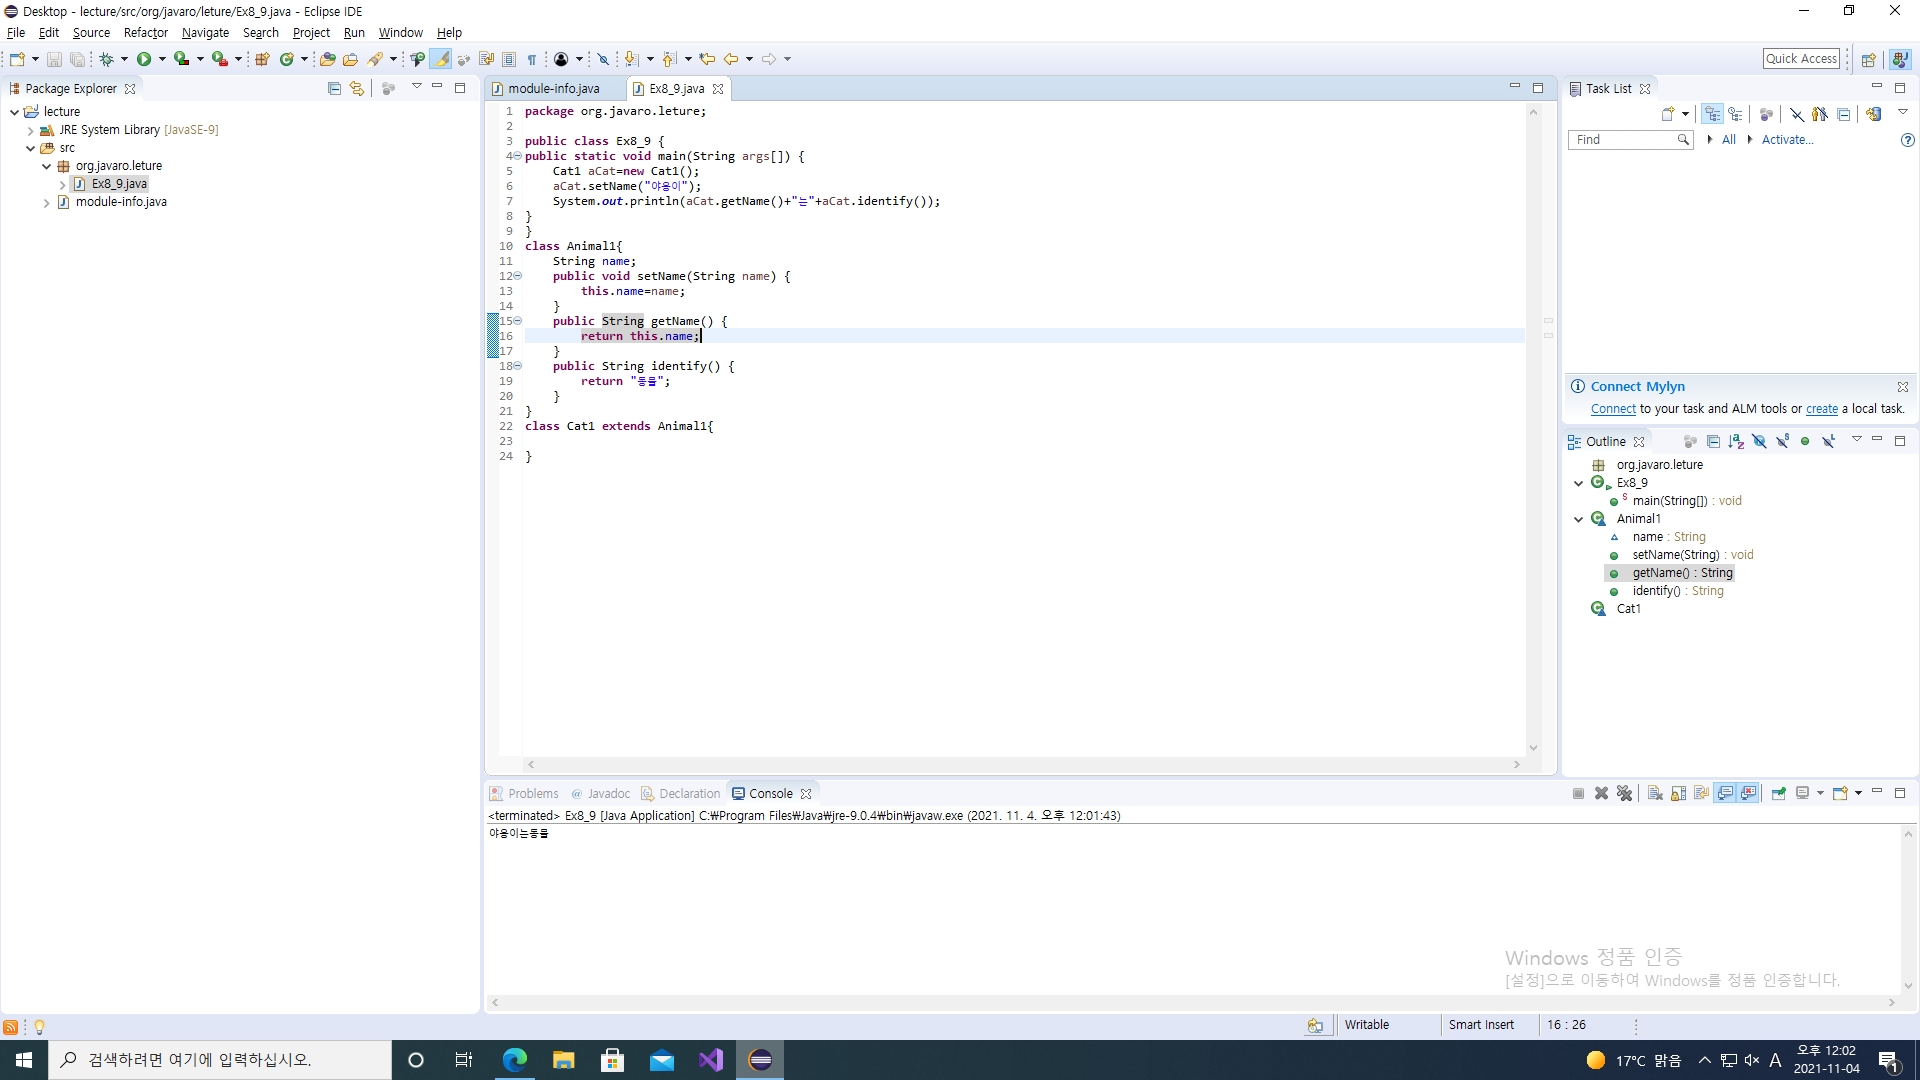 Desktop - lecture/src/org/javaro/leture/Ex8_9.java - Eclipse IDE
File Edit Source Refactor Navigate Search Project Run Window Help
Quick Access
Package Explorer
lecture
JRE System Library [JavaSE-9]
src
org.javaro.leture
Ex8_9.java
module-info.java
module-info.java
Ex8_9.java
1 package org.javaro.leture;
2
3 public class Ex8_9 {
4 public static void main(String args[]) {
5 Cat1 aCat=new Cat1();
6 aCat.setName("야옹이");
7 System.out.println(aCat.getName()+"는"+aCat.identify());
8 }
9 }
10 class Animal1{
11 String name;
12 public void setName(String name) {
13 this.name=name;
14 }
15 public String getName() {
16 return this.name;
17 }
18 public String identify() {
19 return "동물";
20 }
21 }
22 class Cat1 extends Animal1{
23
24 }
Task List
Find
All
Activate...
Connect Mylyn
Connect to your task and ALM tools or create a local task.
Outline
org.javaro.leture
Ex8_9
main(String[]) : void
Animal1
name : String
setName(String) : void
getName() : String
identify() : String
Cat1
Problems
Javadoc
Declaration
Console
<terminated> Ex8_9 [Java Application] C:₩Program Files₩Java₩jre-9.0.4₩bin₩javaw.exe (2021. 11. 4. 오후 12:01:43)
야옹이는동물
Windows 정품 인증
[설정]으로 이동하여 Windows를 정품 인증합니다.
Writable
Smart Insert
16 : 26
검색하려면 여기에 입력하십시오.
17°C 맑음
A
오후 12:02
2021-11-04
1